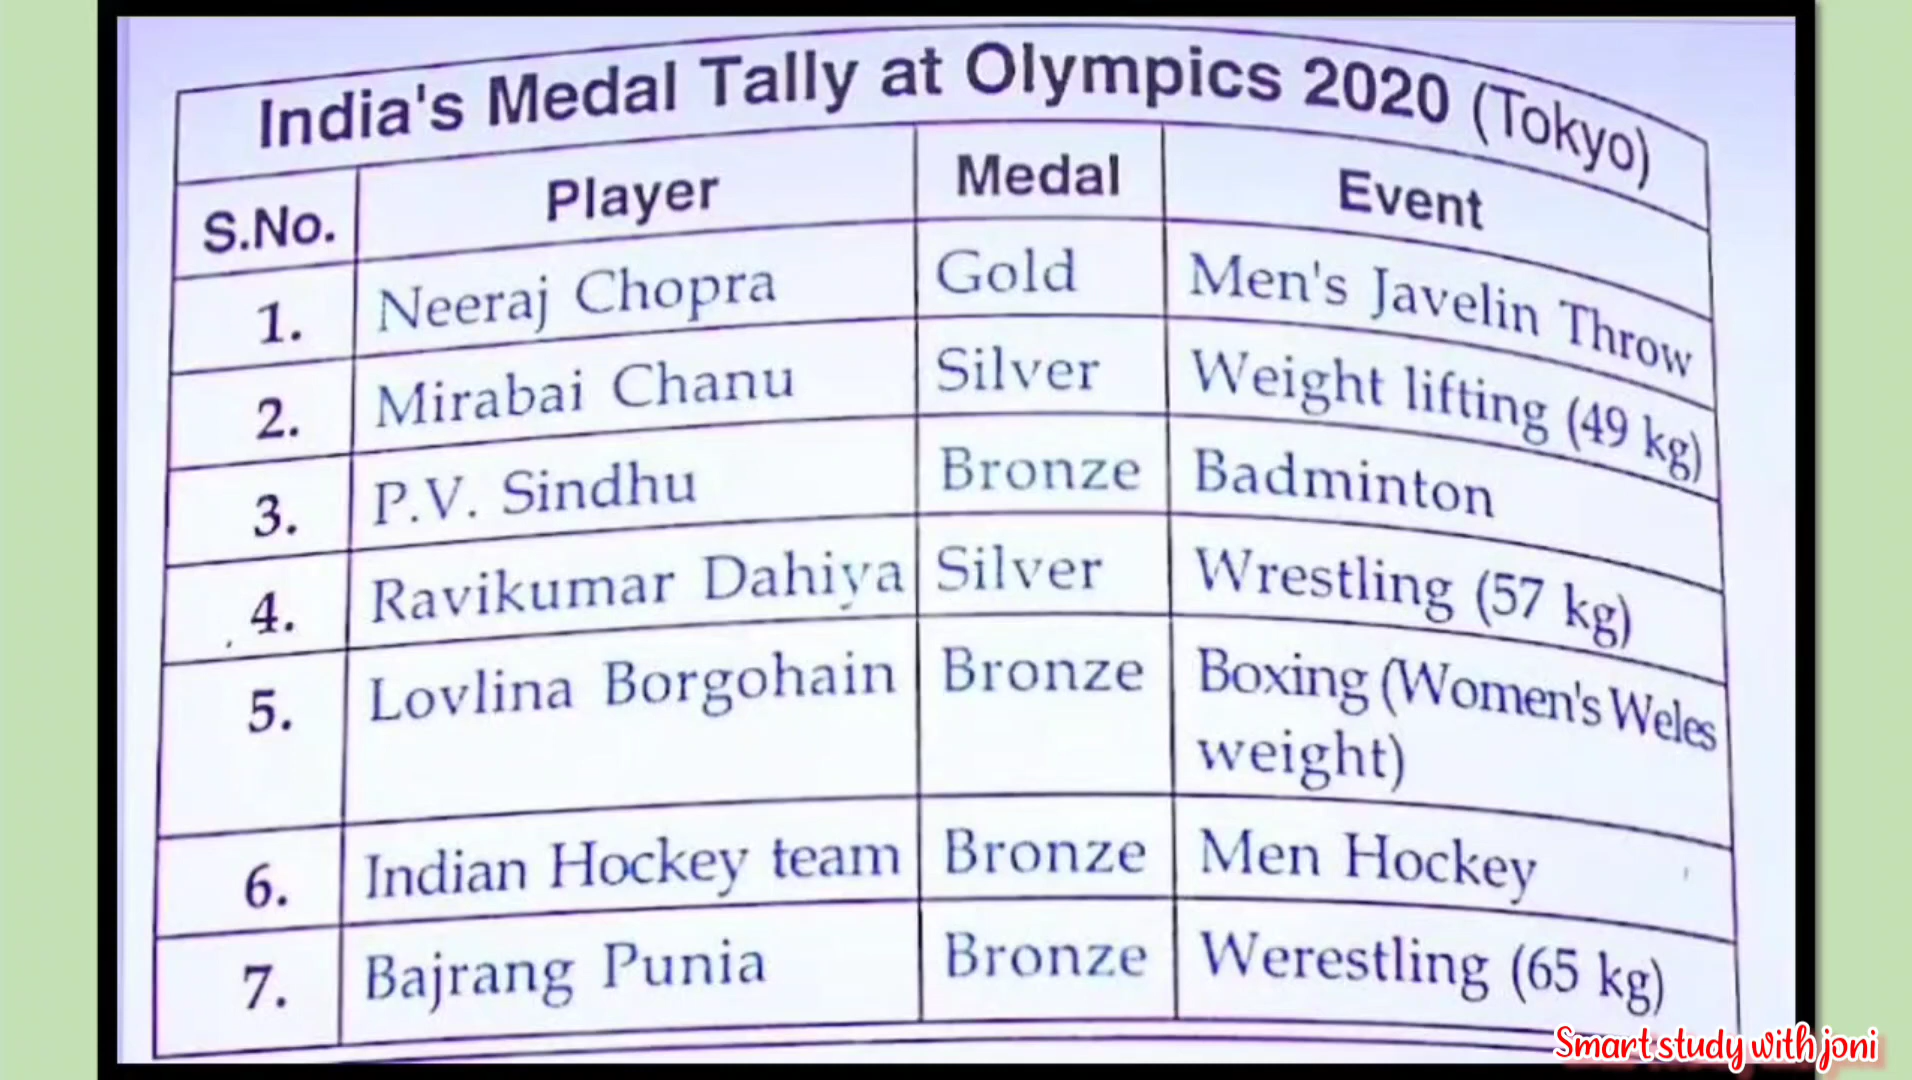 India's Medal Tally at Olympics 2020 (Tokyo)
S.No. Player Medal Event
1. Neeraj Chopra Gold Men's Javelin Throw
2. Mirabai Chanu Silver Weight lifting (49 kg)
3. P.V. Sindhu Bronze Badminton
4. Ravikumar Dahiya Silver Wrestling (57 kg)
5. Lovlina Borgohain Bronze Boxing (Women's Weles
weight)
6. Indian Hockey team Bronze Men Hockey
7. Bajrang Punia Bronze Werestling (65 kg)
Smart study with joni